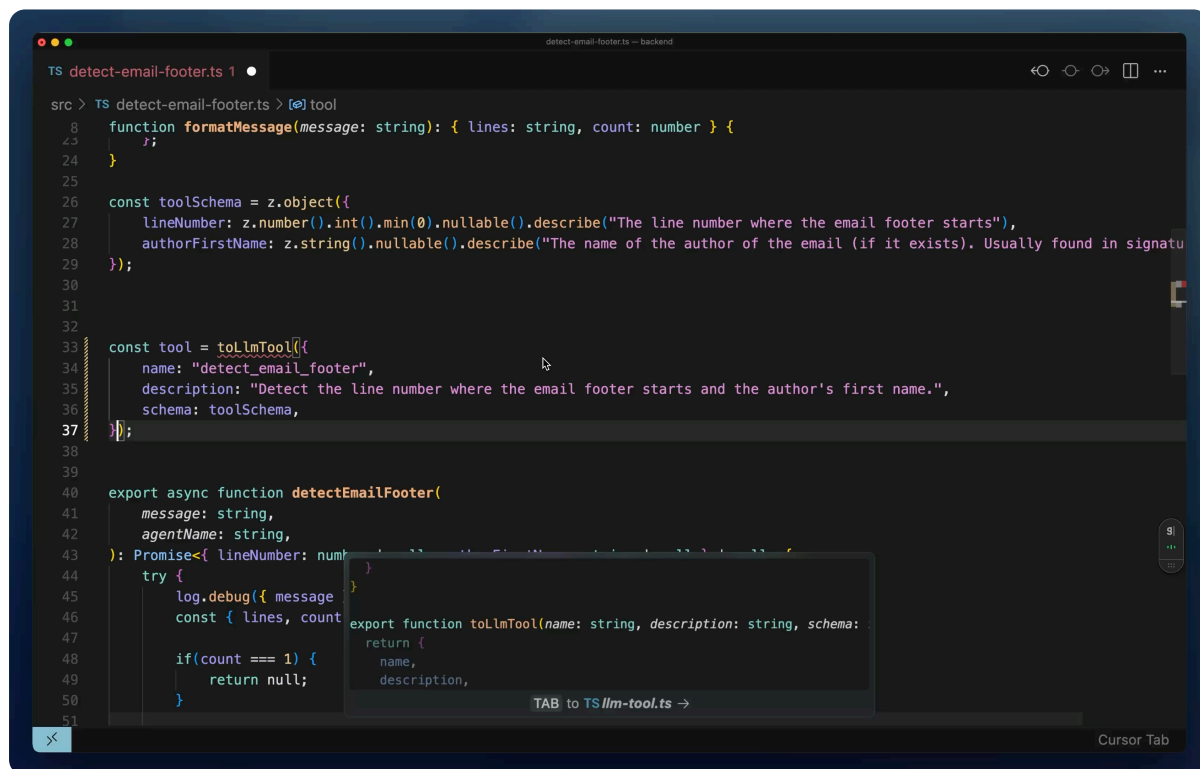 detect-email-footer.ts — backend
TS detect-email-footer.ts 1
src > TS detect-email-footer.ts > tool
8 function formatMessage(message: string): { lines: string, count: number } {
23 };
24 }
25
26 const toolSchema = z.object({
27 lineNumber: z.number().int().min(0).nullable().describe("The line number where the email footer starts"),
28 authorFirstName: z.string().nullable().describe("The name of the author of the email (if it exists). Usually found in signatu
29 });
30
31
32
33 const tool = toLlmTool({
34 name: "detect_email_footer",
35 description: "Detect the line number where the email footer starts and the author's first name.",
36 schema: toolSchema,
37 });
38
39
40 export async function detectEmailFooter(
41 message: string,
42 agentName: string,
43 ): Promise<{ lineNumber: numb
44 try {
45 log.debug({ message }
46 const { lines, count
47
48 if(count === 1) {
49 return null;
50 }
51
}
}
export function toLlmTool(name: string, description: string, schema:
return {
name,
description,
TAB to TS llm-tool.ts →
Cursor Tab